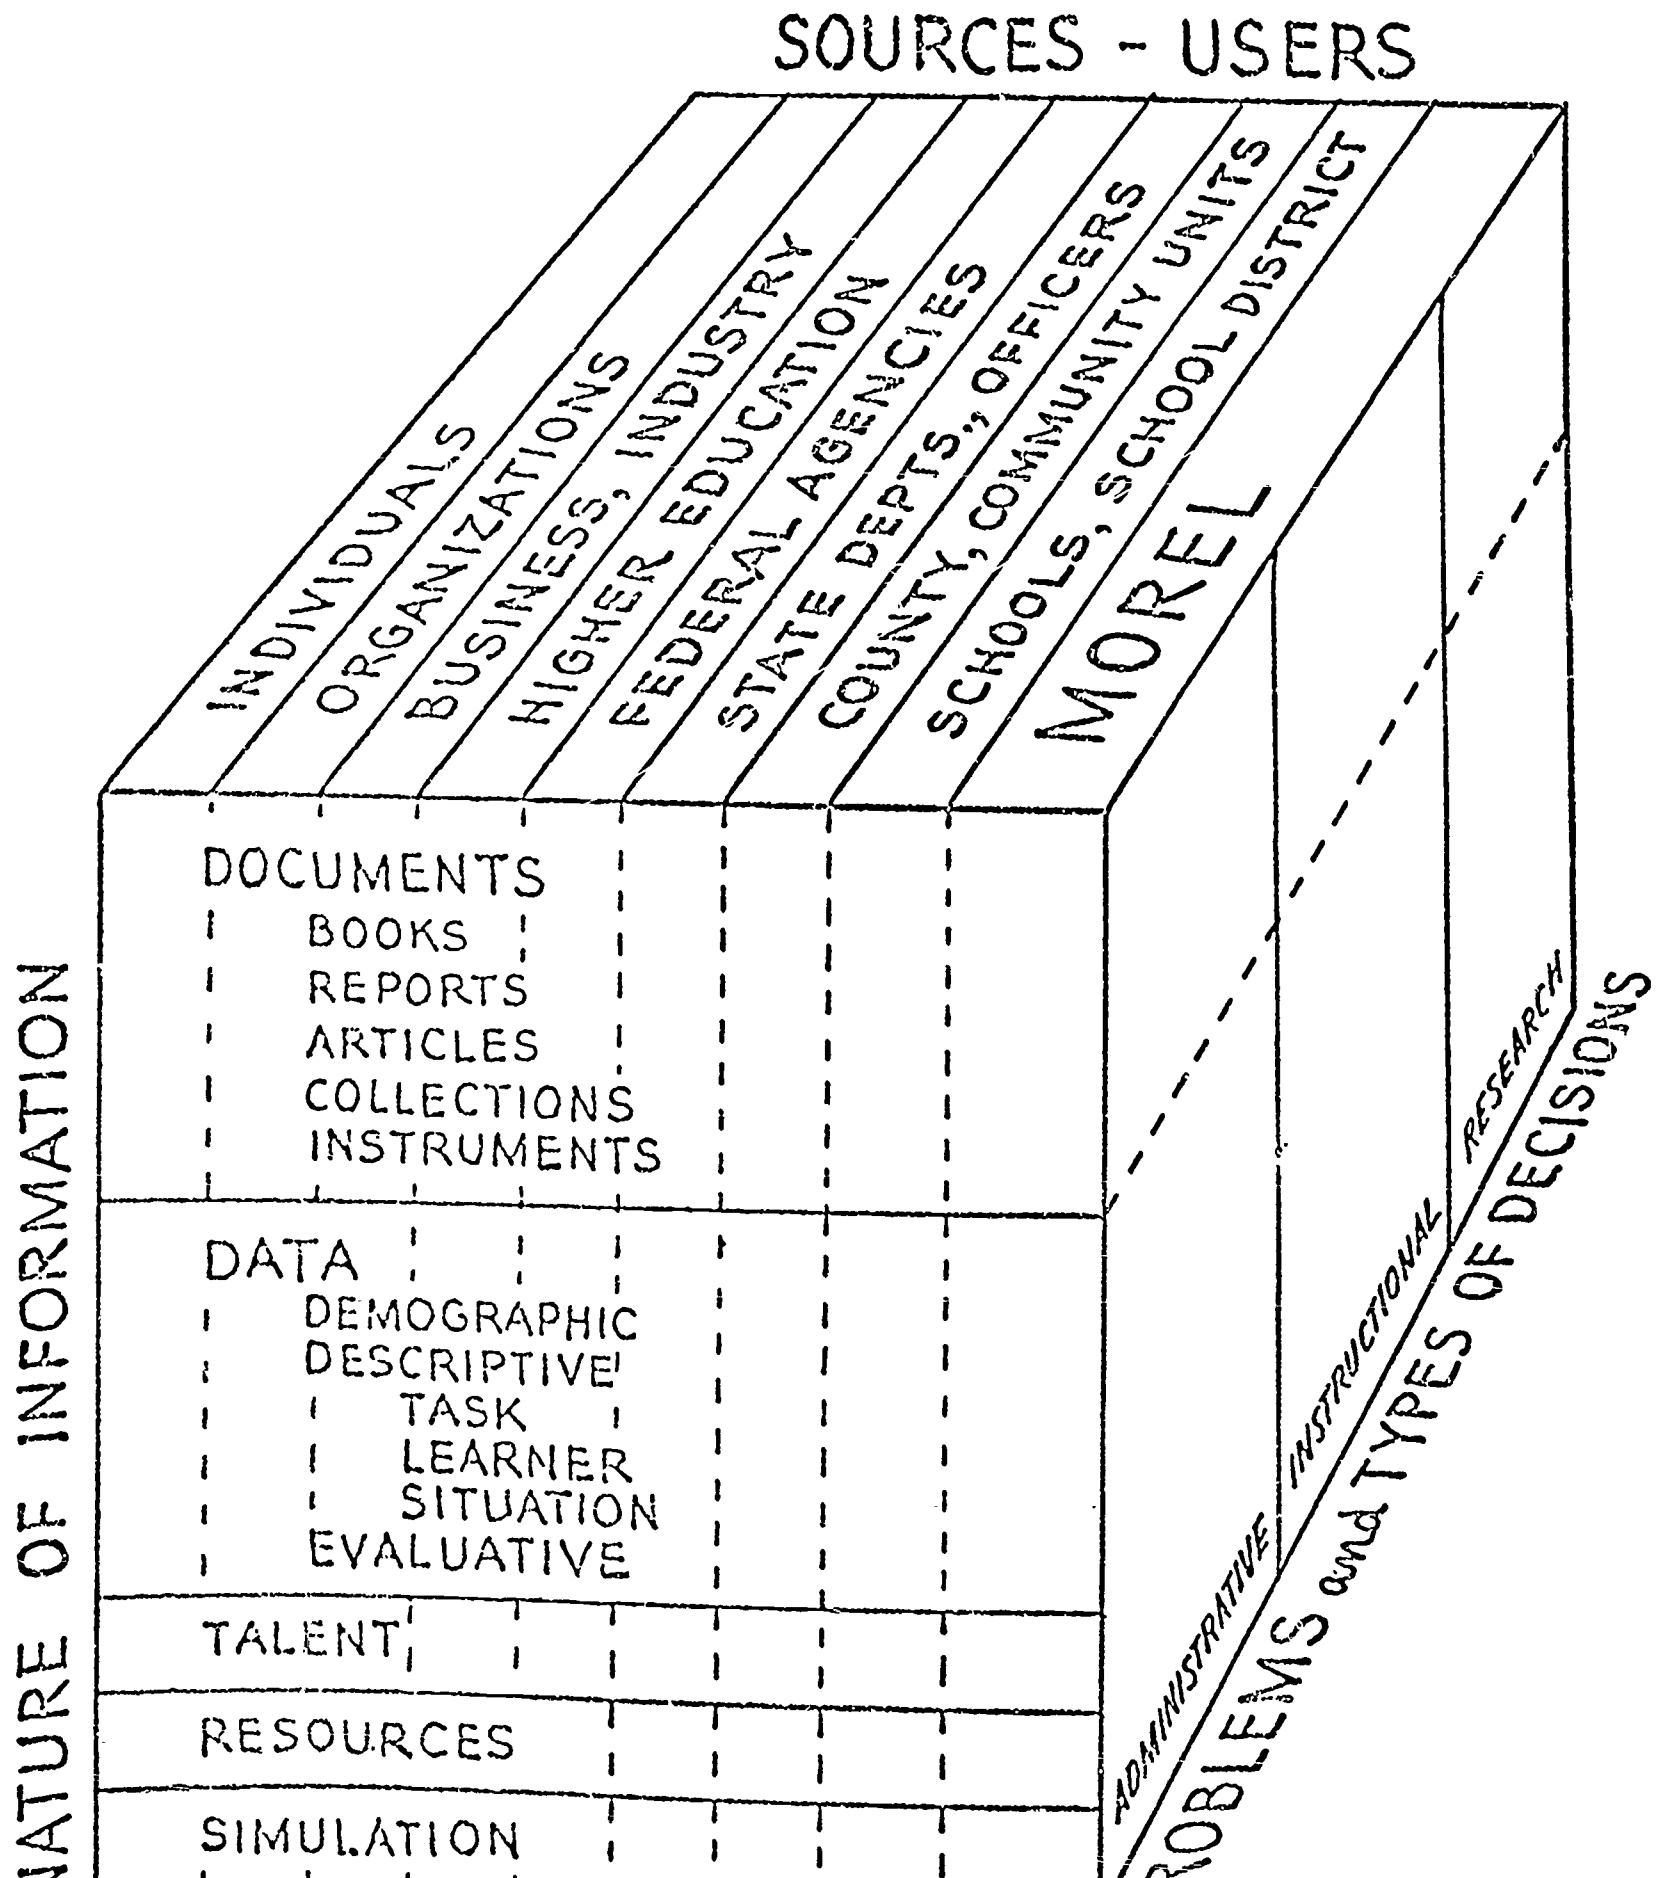 SOURCES - USERS
INDIVIDUALS
ORGANIZATIONS
BUSINESS, INDUSTRY
HIGHER EDUCATION
FEDERAL AGENCIES
STATE DEPTS., OFFICERS
COUNTY, COMMUNITY UNITS
SCHOOLS, SCHOOL DISTRICT
MOREL
NATURE OF INFORMATION
DOCUMENTS
BOOKS
REPORTS
ARTICLES
COLLECTIONS
INSTRUMENTS
DATA
DEMOGRAPHIC
DESCRIPTIVE
TASK
LEARNER
SITUATION
EVALUATIVE
TALENT
RESOURCES
SIMULATION
ADMINISTRATIVE
INSTRUCTIONAL
RESEARCH
ROBLEMS and TYPES OF DECISIONS